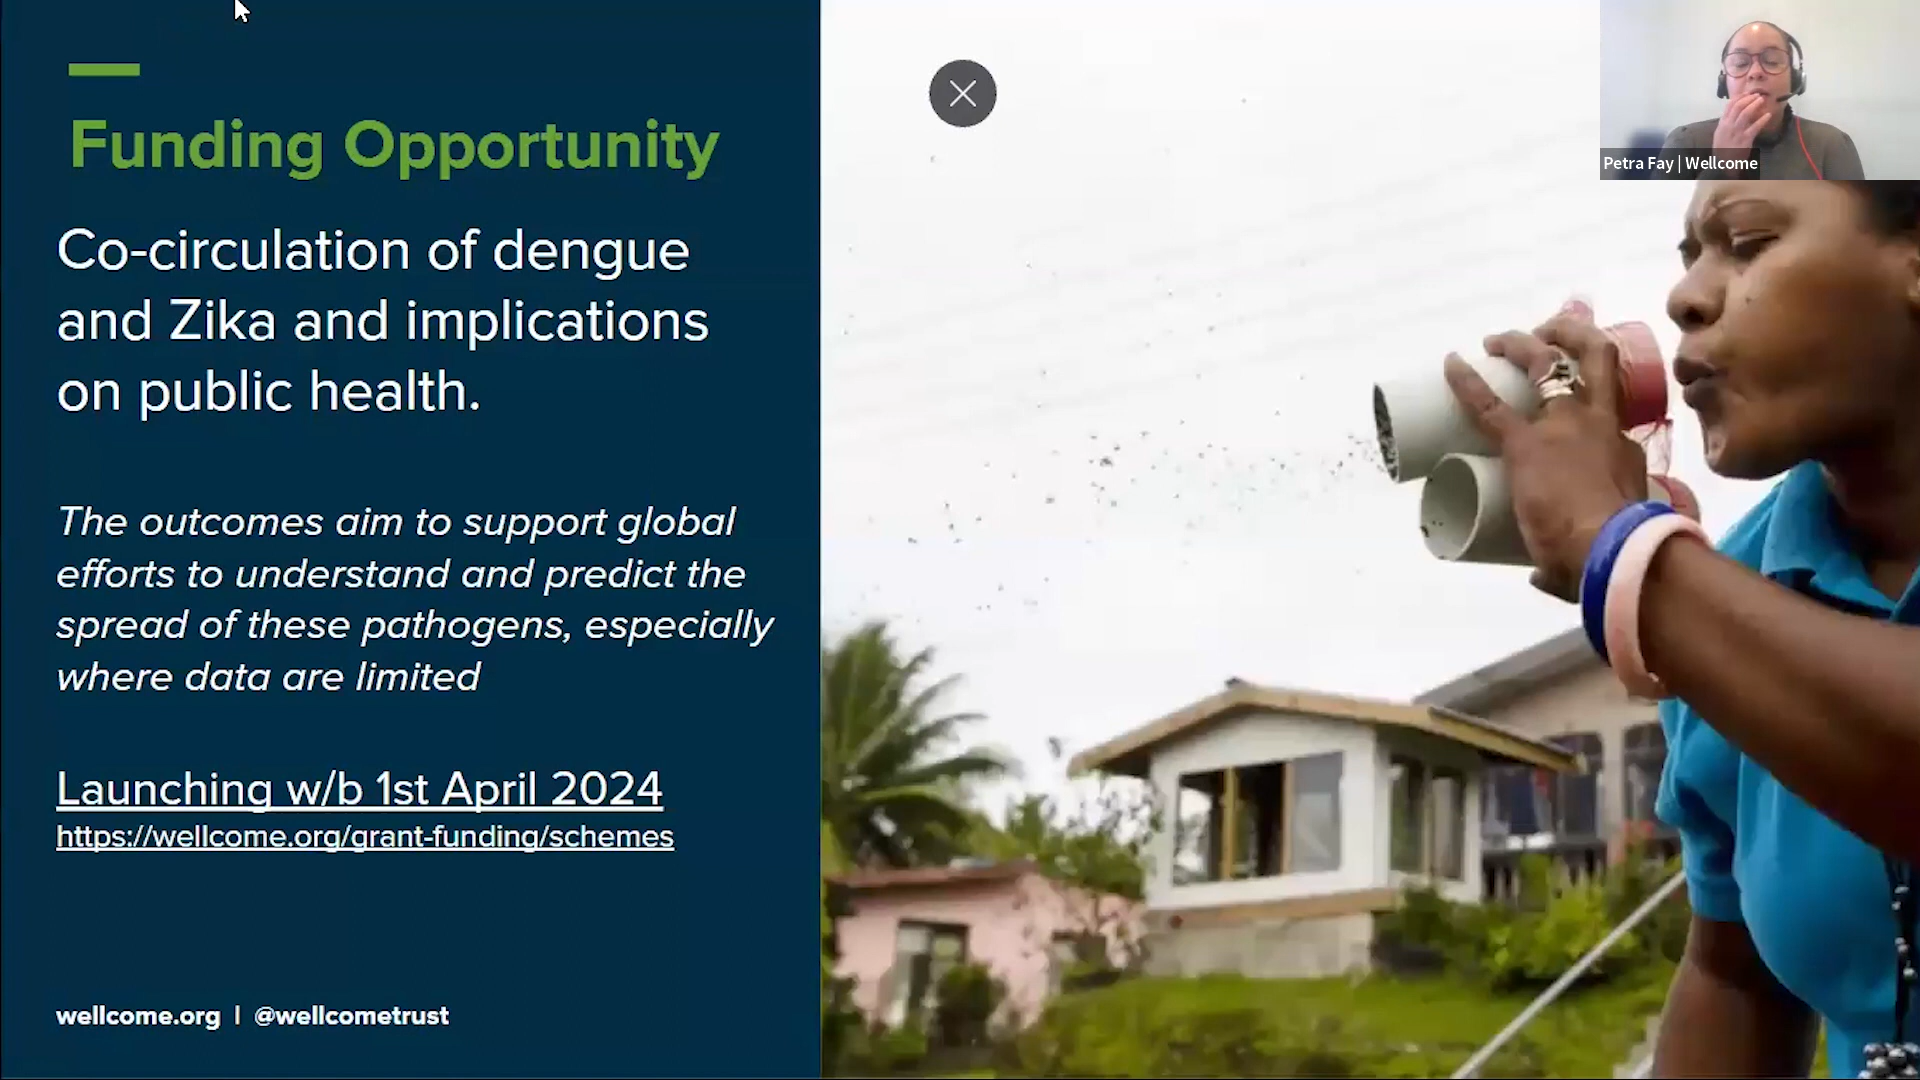 Funding Opportunity
Co-circulation of dengue
and Zika and implications
on public health.
The outcomes aim to support global
efforts to understand and predict the
spread of these pathogens, especially
where data are limited
Launching w/b 1st April 2024
https://wellcome.org/grant-funding/schemes
wellcome.org | @wellcometrust
Petra Fay | Wellcome